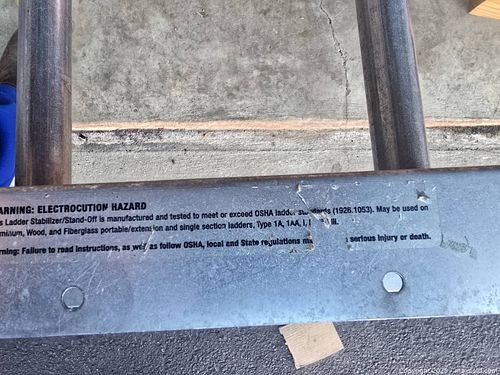 ARNING: ELECTROCUTION HAZARD
s Ladder Stabilizer/Stand-Off is manufactured and tested to meet or exceed OSHA ladder standards (1926.1053). May be used on
minum, Wood, and Fiberglass portable/extension and single section ladders, Type 1A, 1AA, I,
rning: Failure to read instructions, as well as follow OSHA, local and State regulations serious injury or death.